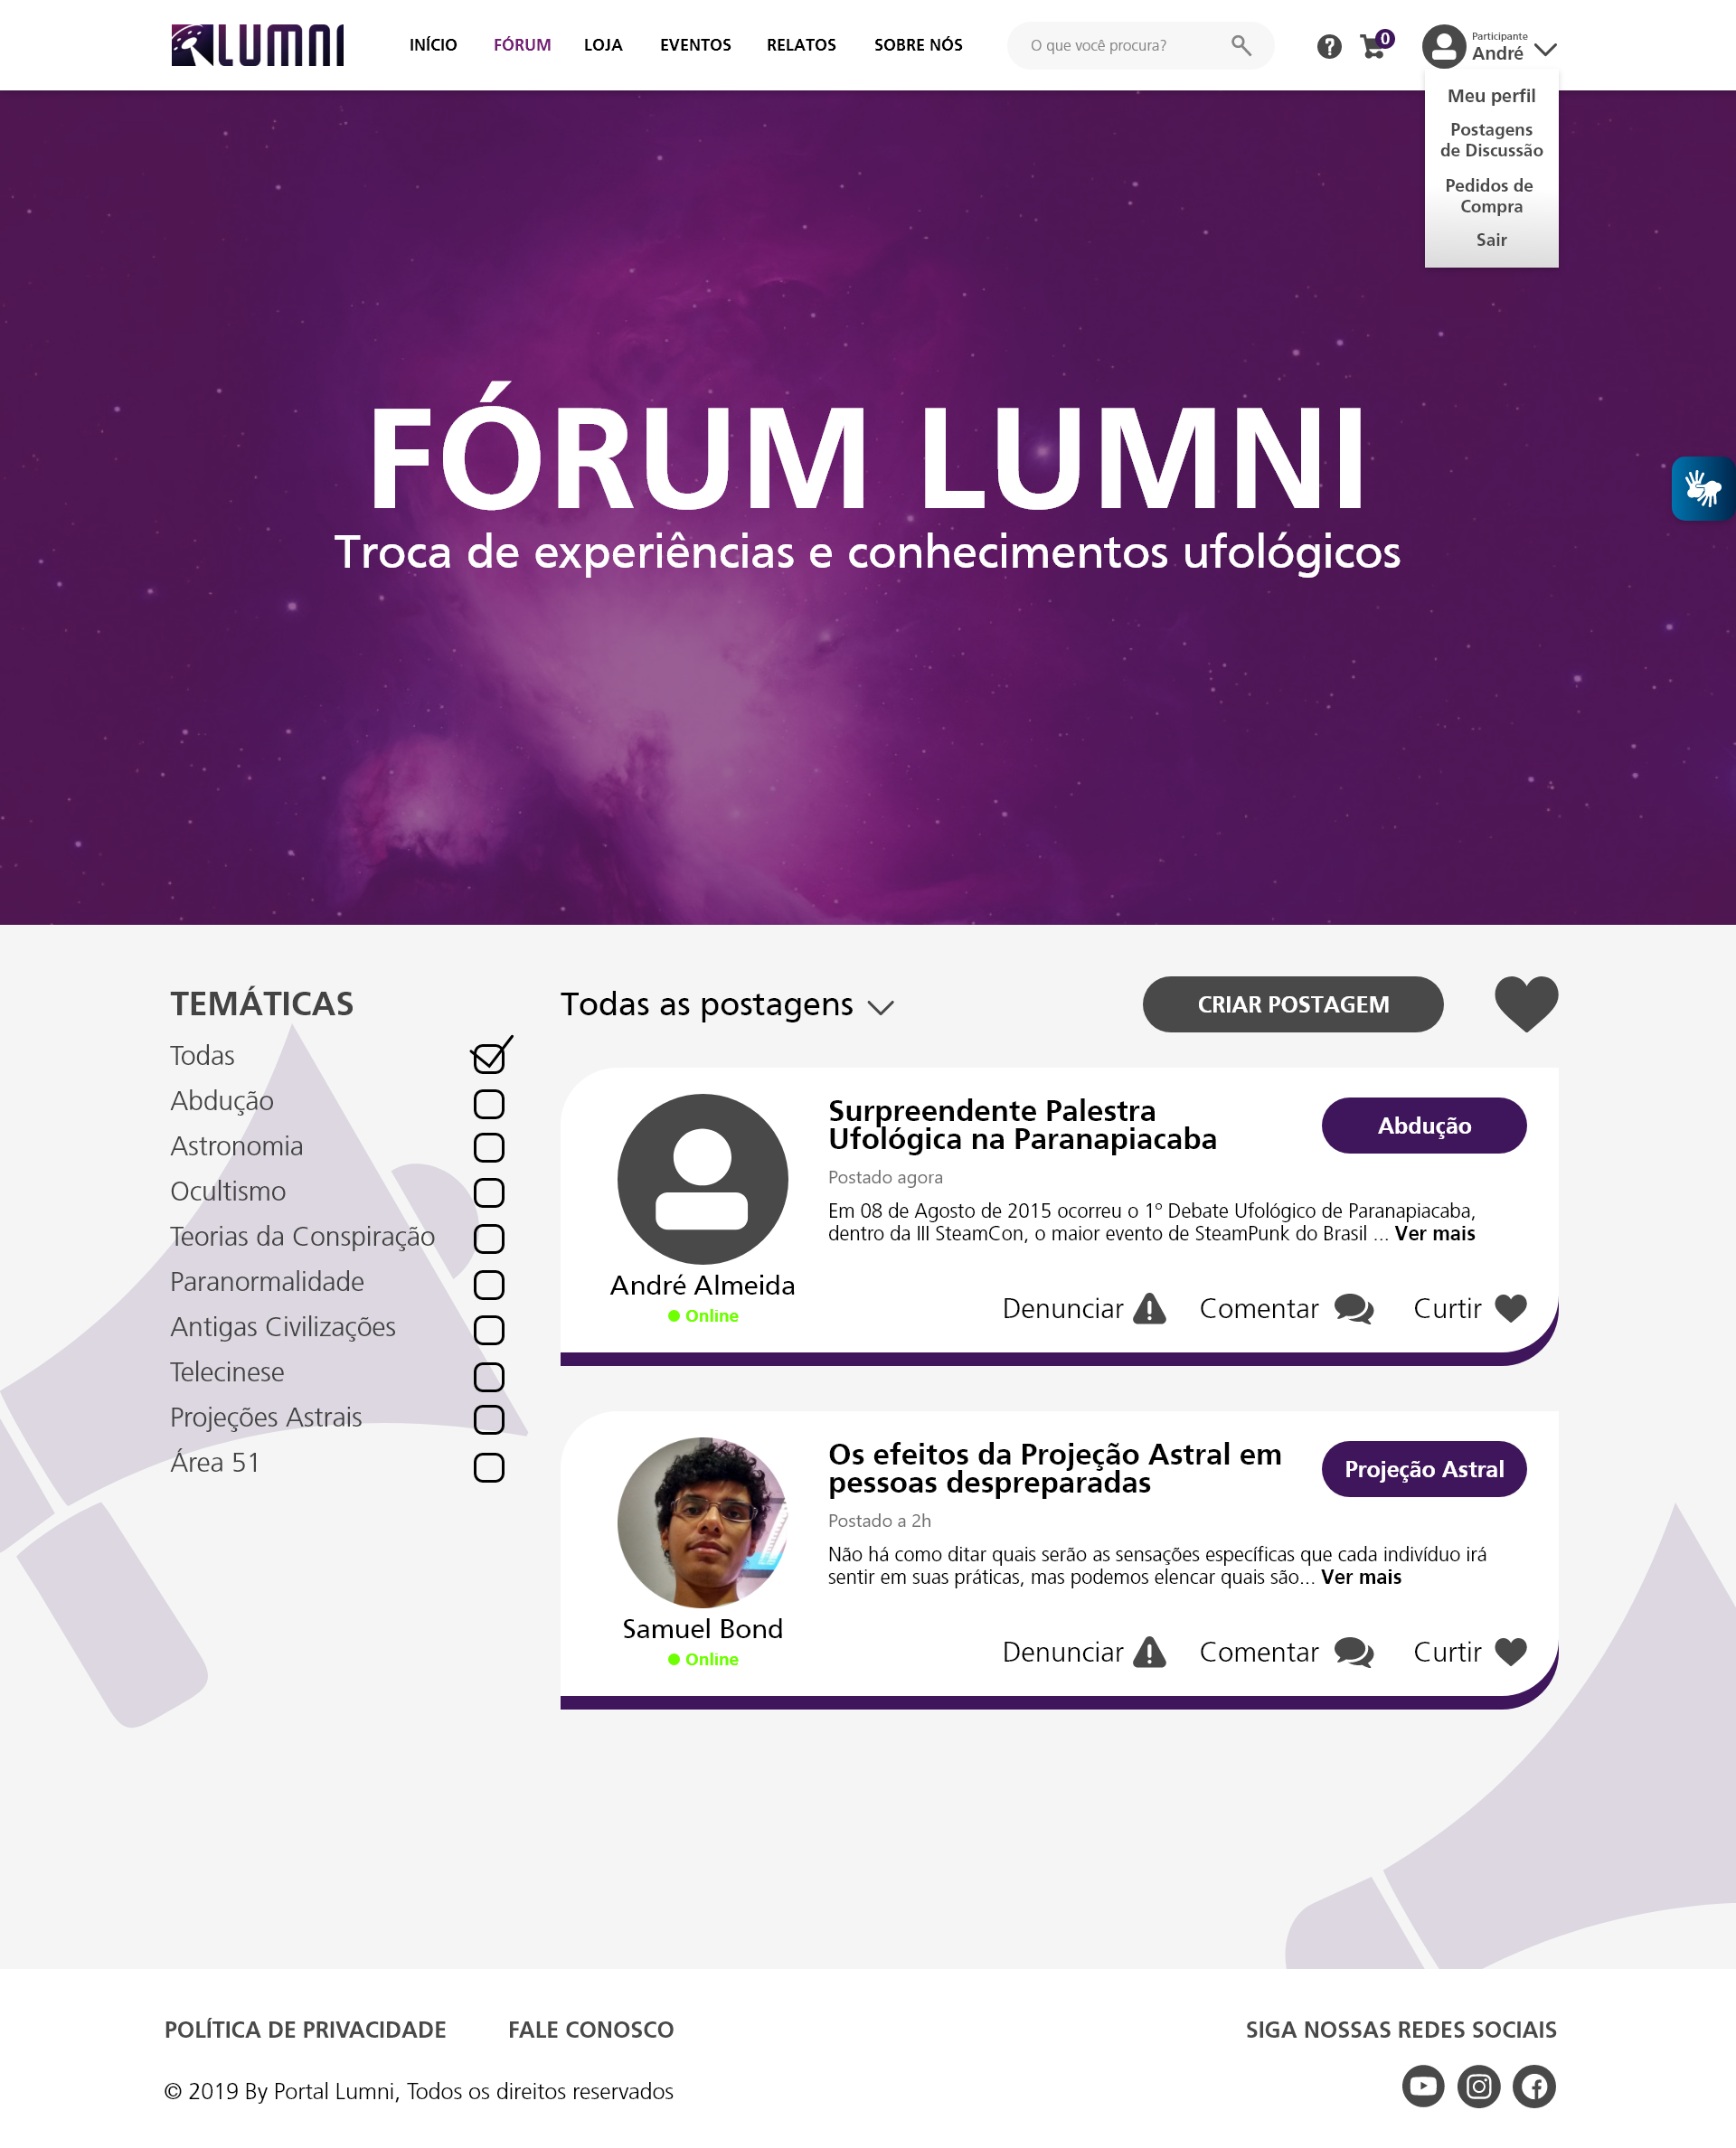 LUMNI
INÍCIO
FÓRUM
LOJA
EVENTOS
RELATOS
SOBRE NÓS
O que você procura?
?
0
Participante
André
Meu perfil
Postagens
de Discussão
Pedidos de
Compra
Sair
FÓRUM LUMNI
Troca de experiências e conhecimentos ufológicos
TEMÁTICAS
Todas
Abdução
Astronomia
Ocultismo
Teorias da Conspiração
Paranormalidade
Antigas Civilizações
Telecinese
Projeções Astrais
Área 51
Todas as postagens
CRIAR POSTAGEM
Surpreendente Palestra
Ufológica na Paranapiacaba
Abdução
Postado agora
Em 08 de Agosto de 2015 ocorreu o 1º Debate Ufológico de Paranapiacaba,
dentro da III SteamCon, o maior evento de SteamPunk do Brasil ... Ver mais
André Almeida
Online
Denunciar
Comentar
Curtir
Os efeitos da Projeção Astral em
pessoas despreparadas
Projeção Astral
Postado a 2h
Não há como ditar quais serão as sensações específicas que cada indivíduo irá
sentir em suas práticas, mas podemos elencar quais são... Ver mais
Samuel Bond
Online
Denunciar
Comentar
Curtir
POLÍTICA DE PRIVACIDADE
FALE CONOSCO
SIGA NOSSAS REDES SOCIAIS
© 2019 By Portal Lumni, Todos os direitos reservados